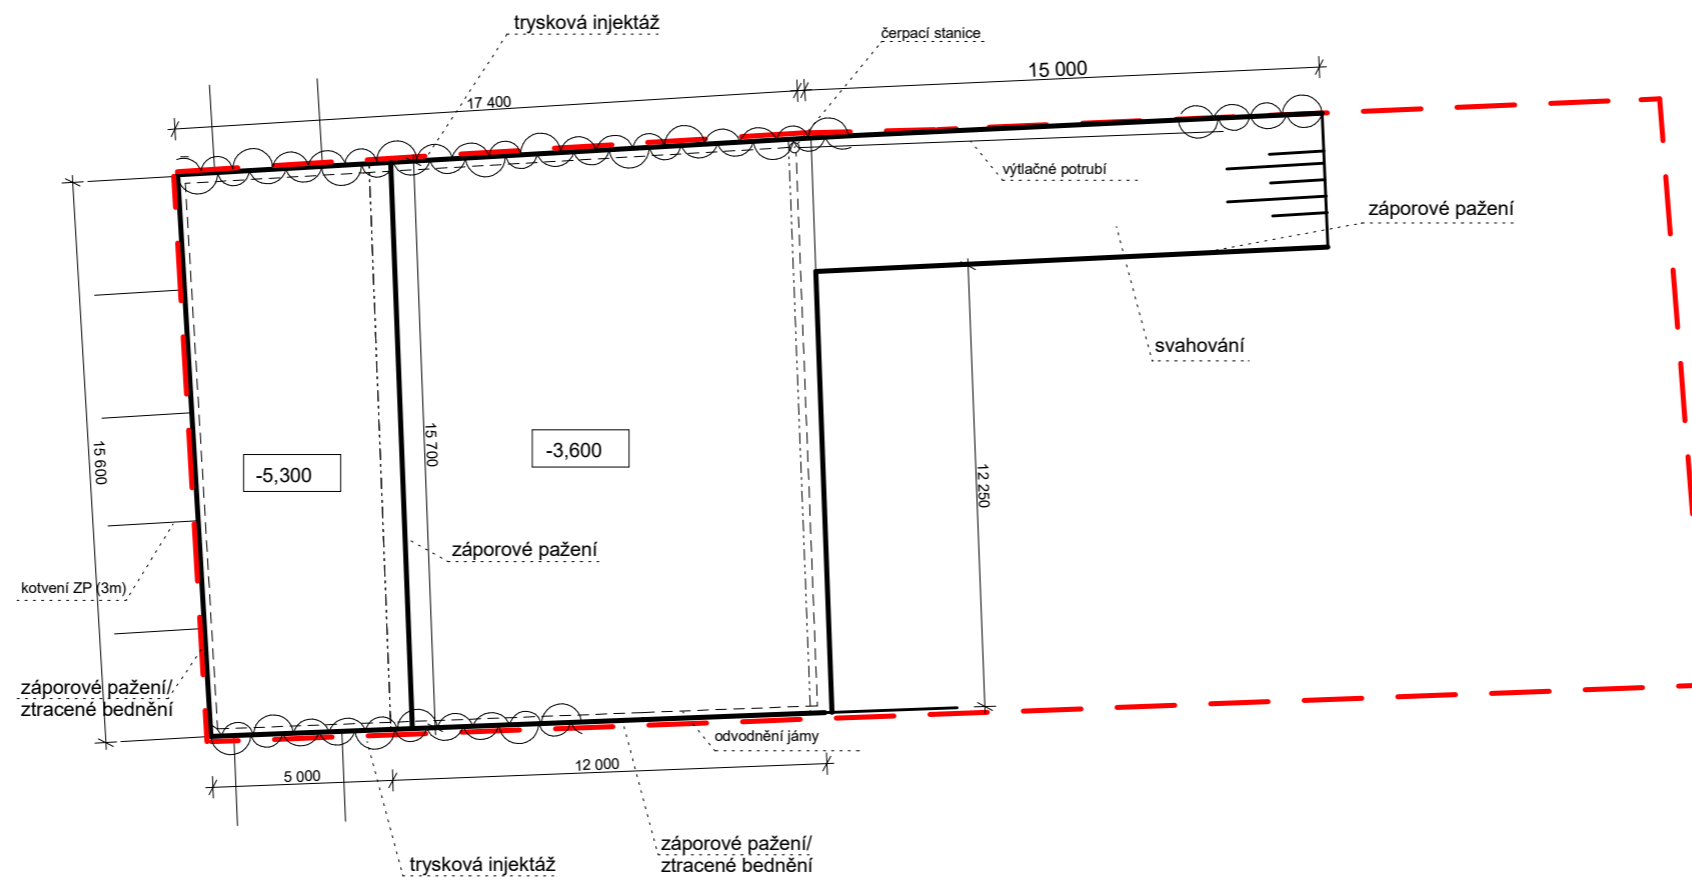 trysková injektáž
čerpací stanice
15 000
17 400
výtlačné potrubí
záporové pažení
svahování
15 600
15 700
-3,600
-5,300
12 250
záporové pažení
kotvení ZP (3m)
záporové pažení/
ztracené bednění
odvodnění jámy
5 000
12 000
záporové pažení/
ztracené bednění
trysková injektáž